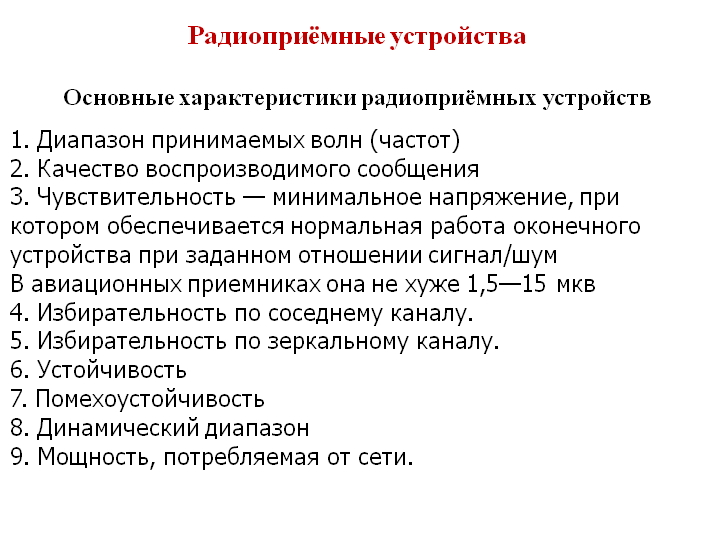 Радиоприёмные устройства
Основные характеристики радиоприёмных устройств
1. Диапазон принимаемых волн (частот)
2. Качество воспроизводимого сообщения
3. Чувствительность — минимальное напряжение, при
котором обеспечивается нормальная работа оконечного
устройства при заданном отношении сигнал/шум
В авиационных приемниках она не хуже 1,5—15 мкв
4. Избирательность по соседнему каналу.
5. Избирательность по зеркальному каналу.
6. Устойчивость
7. Помехоустойчивость
8. Динамический диапазон
9. Мощность, потребляемая от сети.